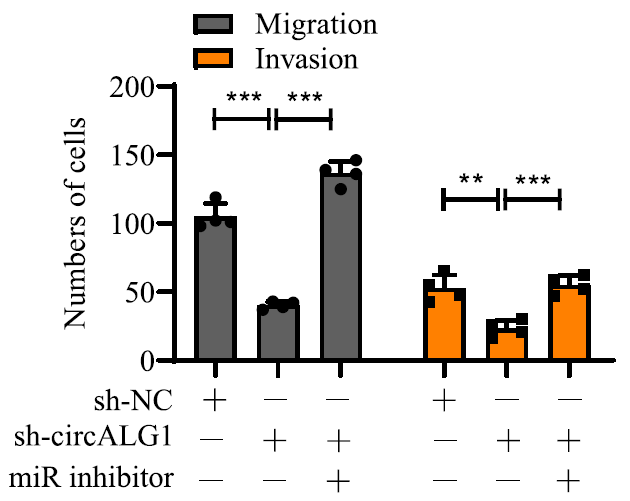 Migration
Invasion
Numbers of cells
200
150
100
50
0
*** ***
** ***
sh-NC + — — + — —
sh-circALG1 — + + — + +
miR inhibitor — — + — — +